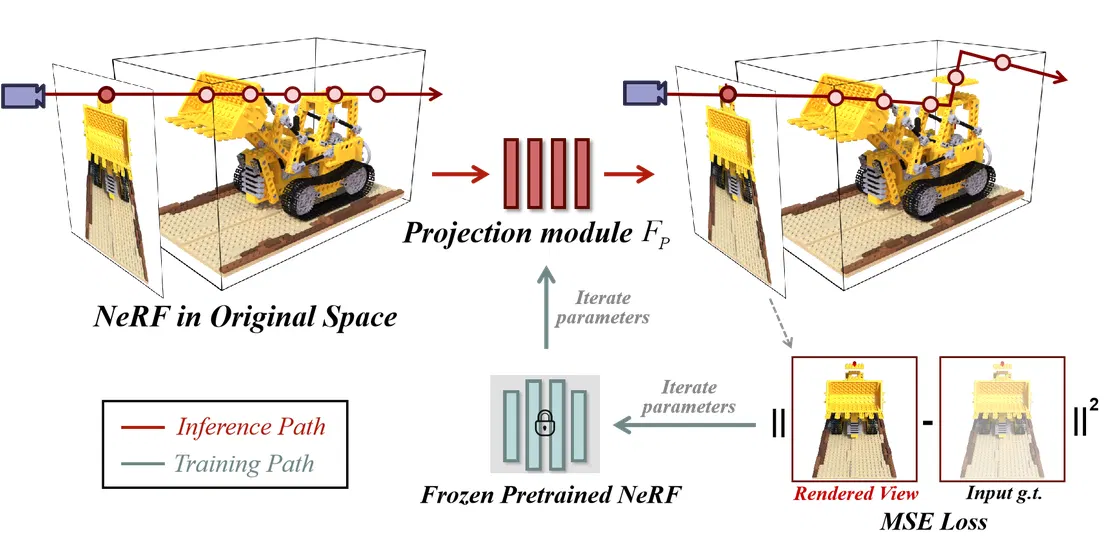 NeRF in Original Space
Projection module F_P
Iterate
parameters
Iterate
parameters
Inference Path
Training Path
Frozen Pretrained NeRF
|| - ||²
Rendered View
Input g.t.
MSE Loss